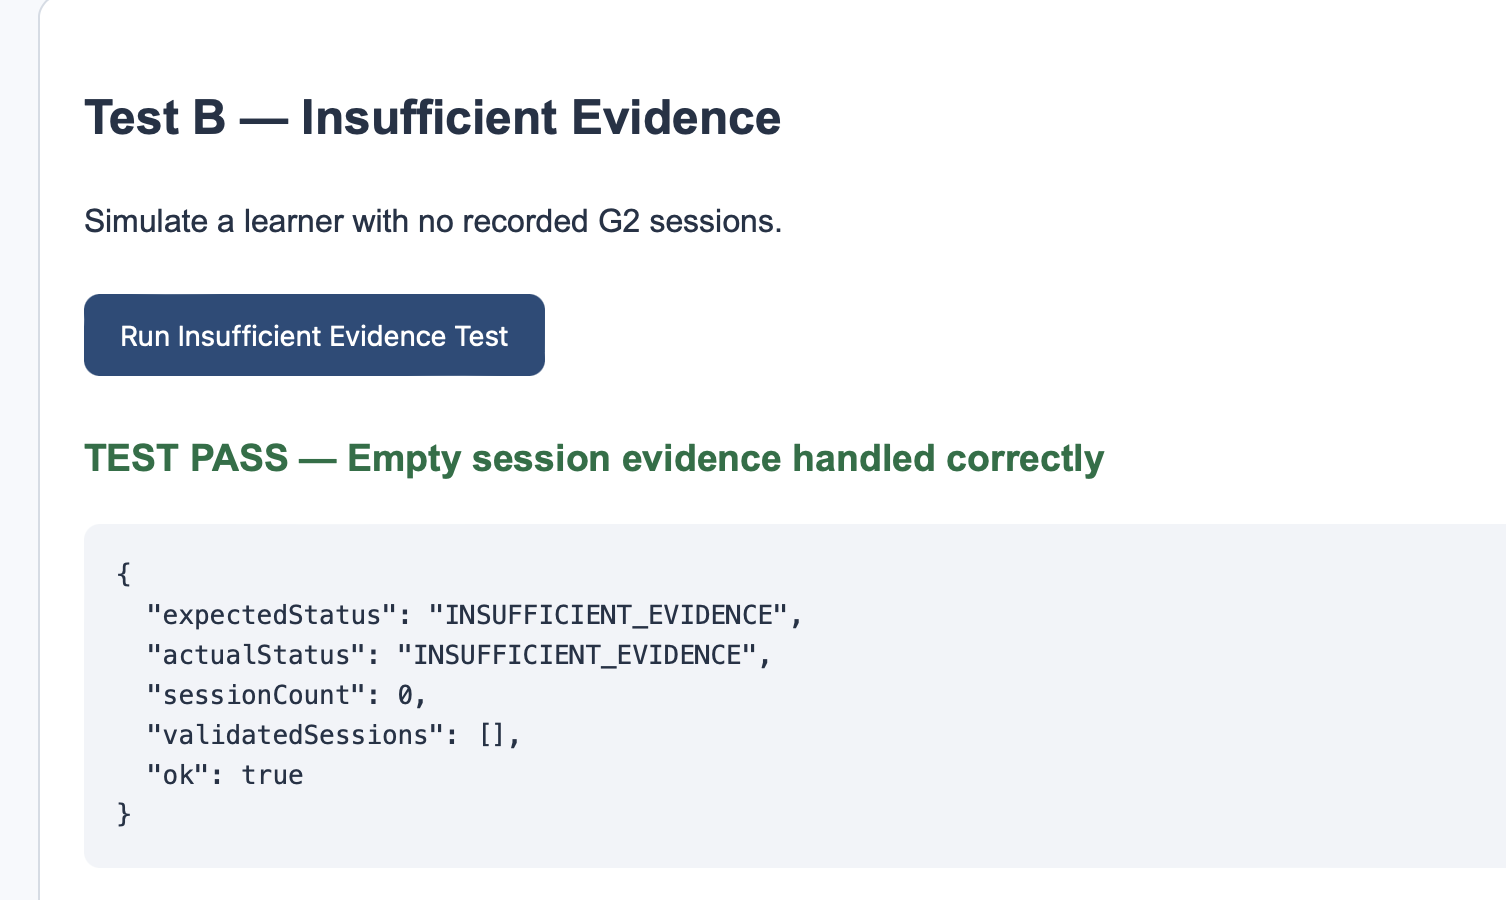 Test B — Insufficient Evidence
Simulate a learner with no recorded G2 sessions.
Run Insufficient Evidence Test
TEST PASS — Empty session evidence handled correctly
{
  "expectedStatus": "INSUFFICIENT_EVIDENCE",
  "actualStatus": "INSUFFICIENT_EVIDENCE",
  "sessionCount": 0,
  "validatedSessions": [],
  "ok": true
}